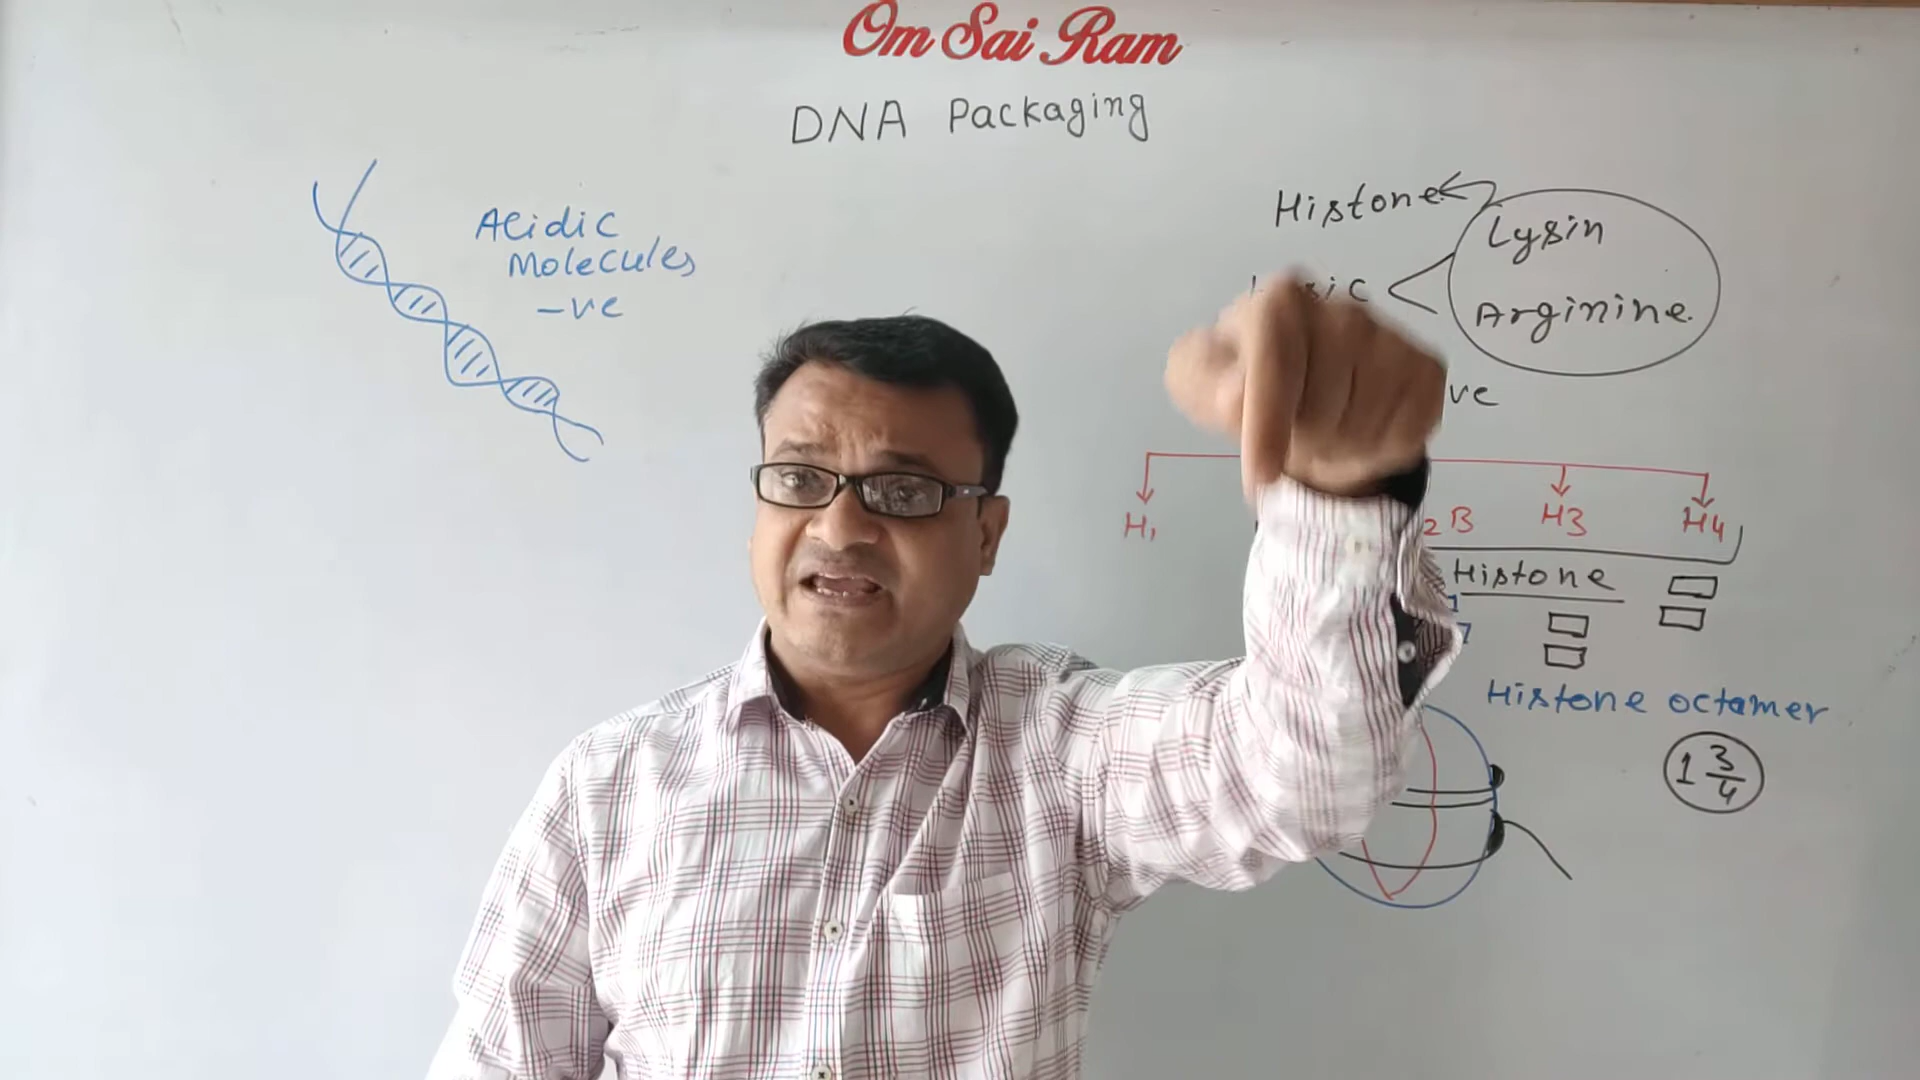 Om Sai Ram
DNA Packaging
Acidic
Molecules
-ve
Histone
Lysin
Arginine.
ve
H1
2B
H3
H4
Histone
Histone octamer
1 3/4